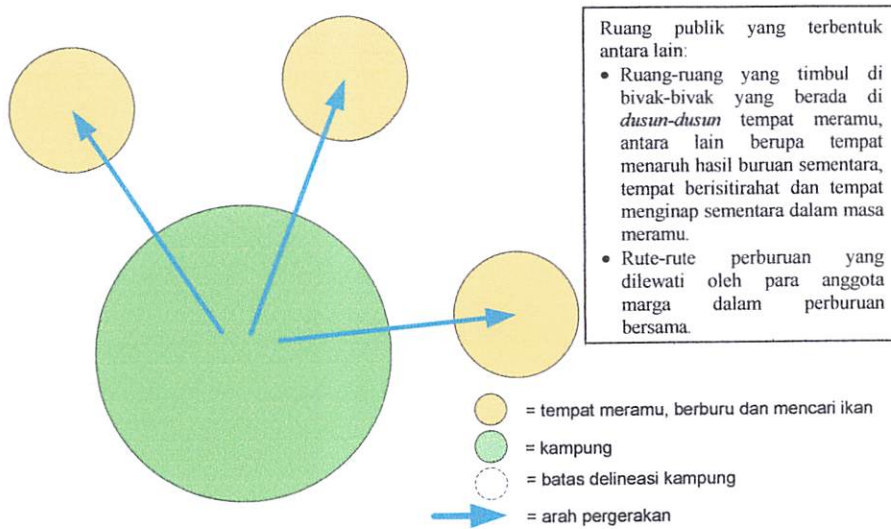 Ruang publik yang terbentuk
antara lain:
• Ruang-ruang yang timbul di
bivak-bivak yang berada di
dusun-dusun tempat meramu,
antara lain berupa tempat
menaruh hasil buruan sementara,
tempat berisitirahat dan tempat
menginap sementara dalam masa
meramu.
• Rute-rute perburuan yang
dilewati oleh para anggota
marga dalam perburuan
bersama.
= tempat meramu, berburu dan mencari ikan
= kampung
= batas delineasi kampung
= arah pergerakan